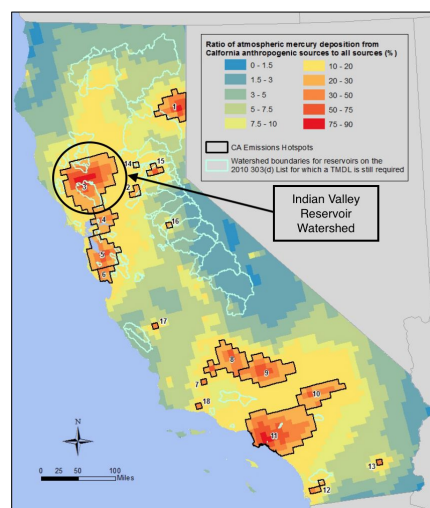 Ratio of atmospheric mercury deposition from
Calfornia anthropogenic sources to all sources (%)
0 - 1.5
10 - 20
1.5 - 3
20 - 30
3 - 5
30 - 50
5 - 7.5
50 - 75
7.5 - 10
75 - 90
CA Emissions Hotspots
Watershed boundaries for reservoirs on the
2010 303(d) List for which a TMDL is still required
1
14
15
3
2
Indian Valley
Reservoir
Watershed
16
4
5
6
17
8
9
7
10
18
11
13
12
N
0 25 50 100
Miles